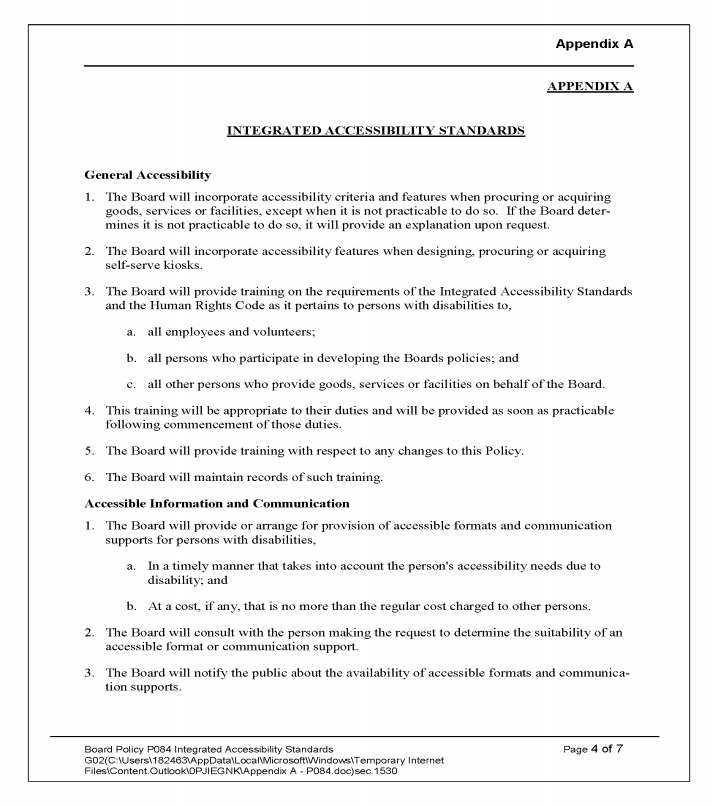 Appendix A
APPENDIX A
INTEGRATED ACCESSIBILITY STANDARDS
General Accessibility
1. The Board will incorporate accessibility criteria and features when procuring or acquiring
goods, services or facilities, except when it is not practicable to do so. If the Board deter-
mines it is not practicable to do so, it will provide an explanation upon request.
2. The Board will incorporate accessibility features when designing, procuring or acquiring
self-serve kiosks.
3. The Board will provide training on the requirements of the Integrated Accessibility Standards
and the Human Rights Code as it pertains to persons with disabilities to,
a. all employees and volunteers;
b. all persons who participate in developing the Boards policies; and
c. all other persons who provide goods, services or facilities on behalf of the Board.
4. This training will be appropriate to their duties and will be provided as soon as practicable
following commencement of those duties.
5. The Board will provide training with respect to any changes to this Policy.
6. The Board will maintain records of such training.
Accessible Information and Communication
1. The Board will provide or arrange for provision of accessible formats and communication
supports for persons with disabilities,
a. In a timely manner that takes into account the person's accessibility needs due to
disability; and
b. At a cost, if any, that is no more than the regular cost charged to other persons.
2. The Board will consult with the person making the request to determine the suitability of an
accessible format or communication support.
3. The Board will notify the public about the availability of accessible formats and communica-
tion supports.
Board Policy P084 Integrated Accessibility Standards Page 4 of 7
G02(C:\Users\182463\AppData\Local\Microsoft\Windows\Temporary Internet
Files\Content.Outlook\0PJIEGNK\Appendix A - P084.doc)sec.1530